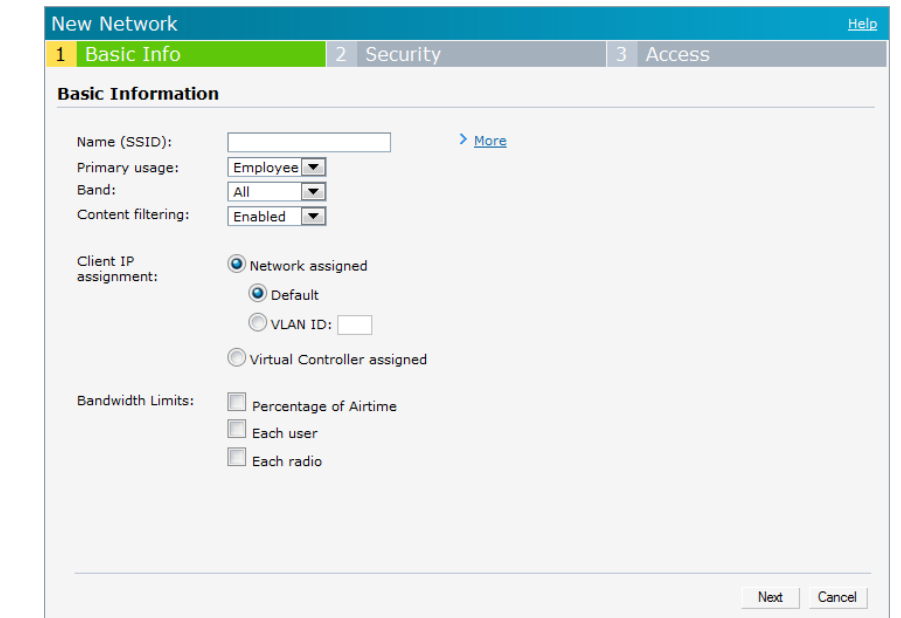 New Network Help
1 Basic Info 2 Security 3 Access
Basic Information
Name (SSID): More
Primary usage: Employee
Band: All
Content filtering: Enabled
Client IP
assignment:
Network assigned
Default
VLAN ID:
Virtual Controller assigned
Bandwidth Limits: Percentage of Airtime
Each user
Each radio
Next Cancel